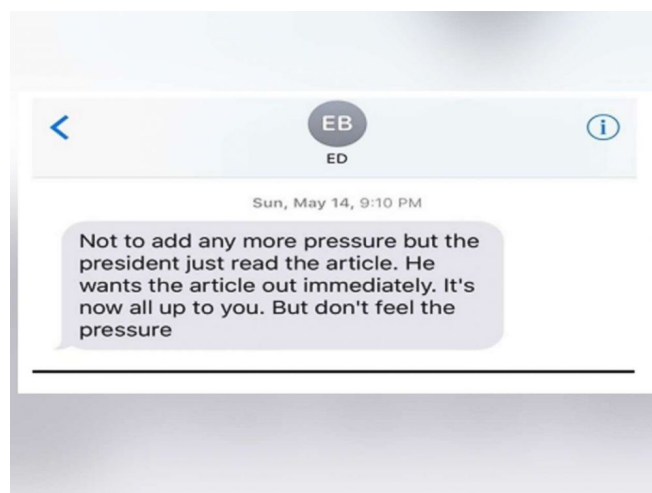 EB
ED
Sun, May 14, 9:10 PM
Not to add any more pressure but the
president just read the article. He
wants the article out immediately. It's
now all up to you. But don't feel the
pressure